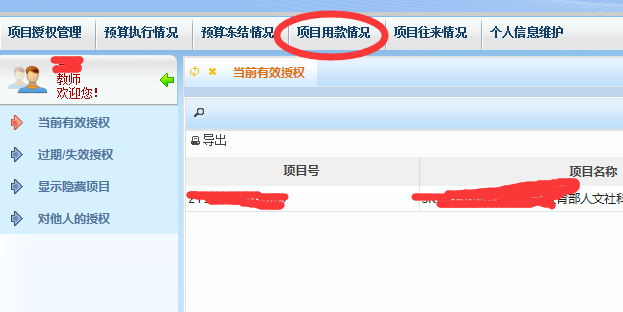 项目授权管理 预算执行情况 预算冻结情况 项目用款情况 项目往来情况 个人信息维护
教师
欢迎您!
当前有效授权
当前有效授权
过期/失效授权
显示隐藏项目
对他人的授权
导出
项目号 项目名称
育部人文社科